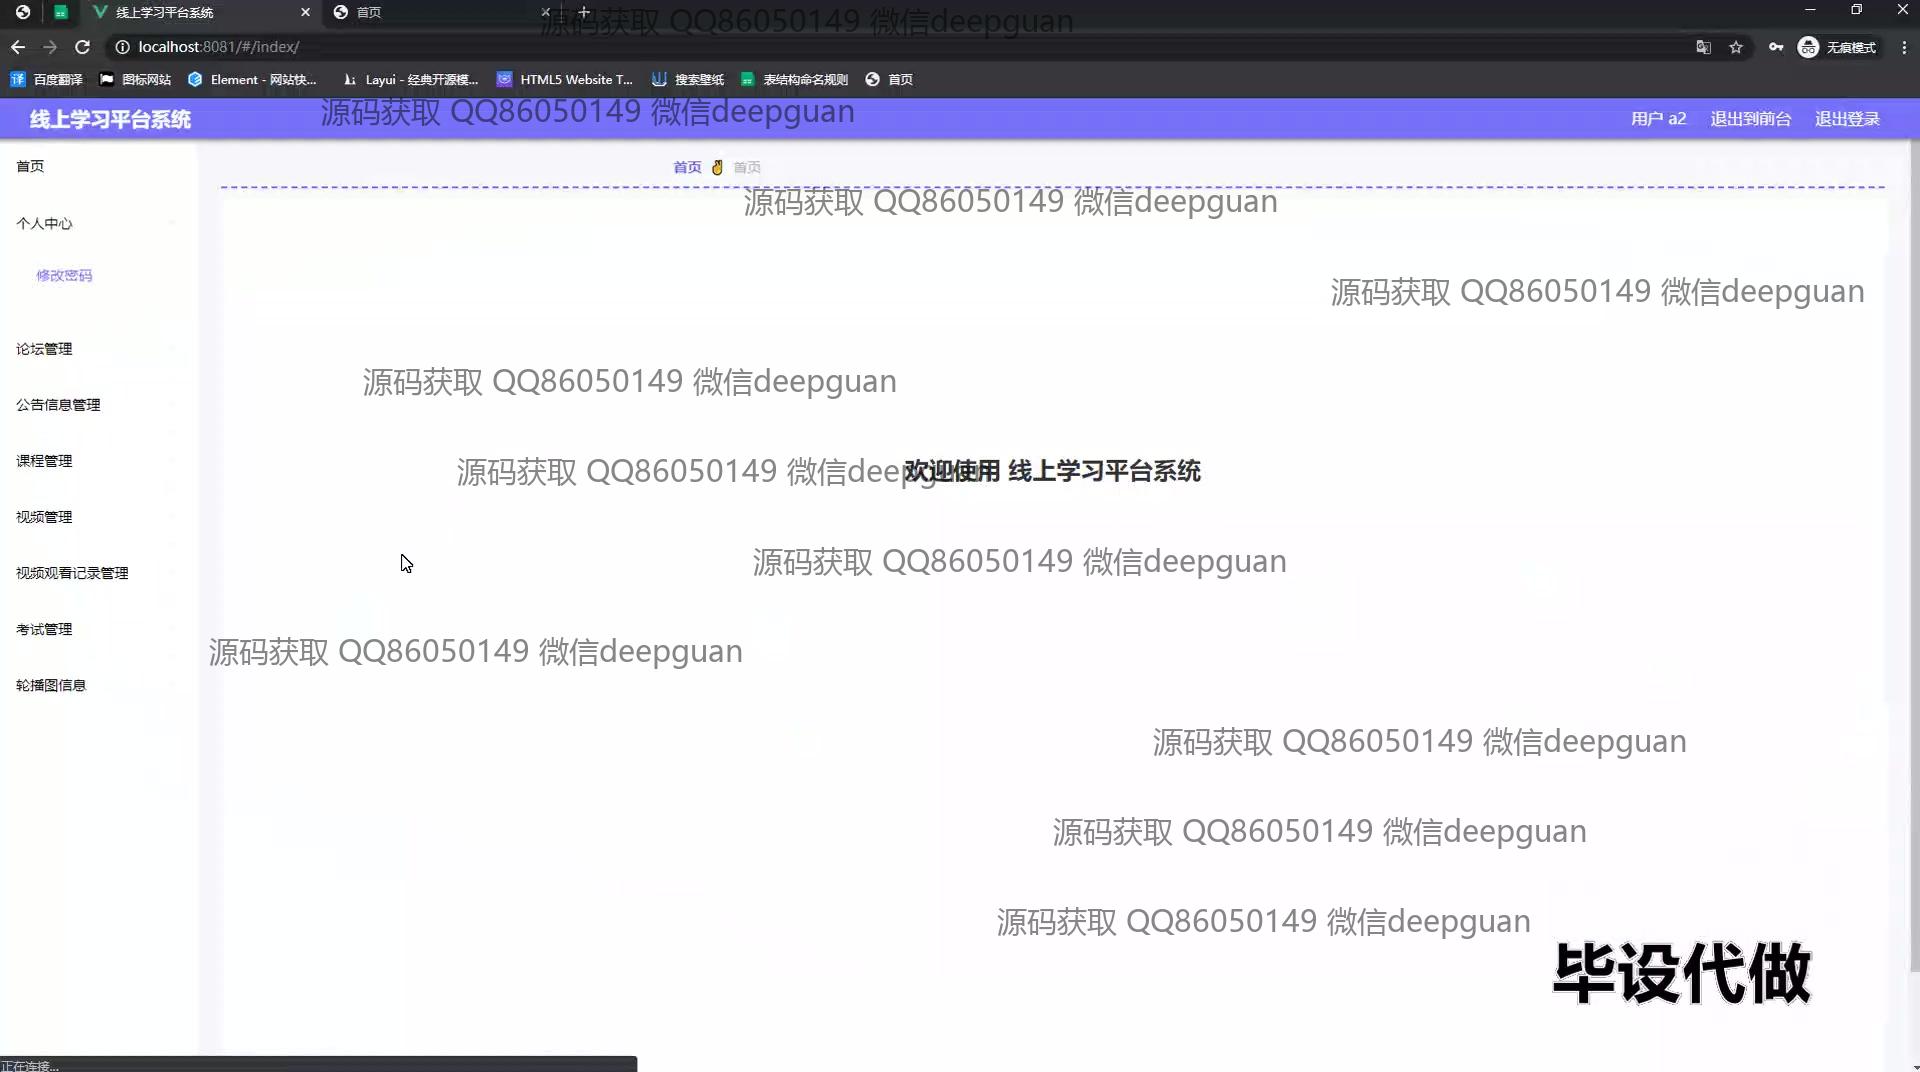 线上学习平台系统
首页
源码获取 QQ86050149 微信deepguan
localhost:8081/#/index/
无痕模式
百度翻译
图标网站
Element - 网站快...
Layui - 经典开源模...
HTML5 Website T...
搜索壁纸
表结构命名规则
首页
线上学习平台系统
源码获取 QQ86050149 微信deepguan
用户 a2
退出到前台
退出登录
首页
首页 首页
源码获取 QQ86050149 微信deepguan
个人中心
修改密码
源码获取 QQ86050149 微信deepguan
论坛管理
源码获取 QQ86050149 微信deepguan
公告信息管理
课程管理
源码获取 QQ86050149 微信deepguan
欢迎使用 线上学习平台系统
视频管理
源码获取 QQ86050149 微信deepguan
视频观看记录管理
考试管理
源码获取 QQ86050149 微信deepguan
轮播图信息
源码获取 QQ86050149 微信deepguan
源码获取 QQ86050149 微信deepguan
源码获取 QQ86050149 微信deepguan
毕设代做
正在连接...